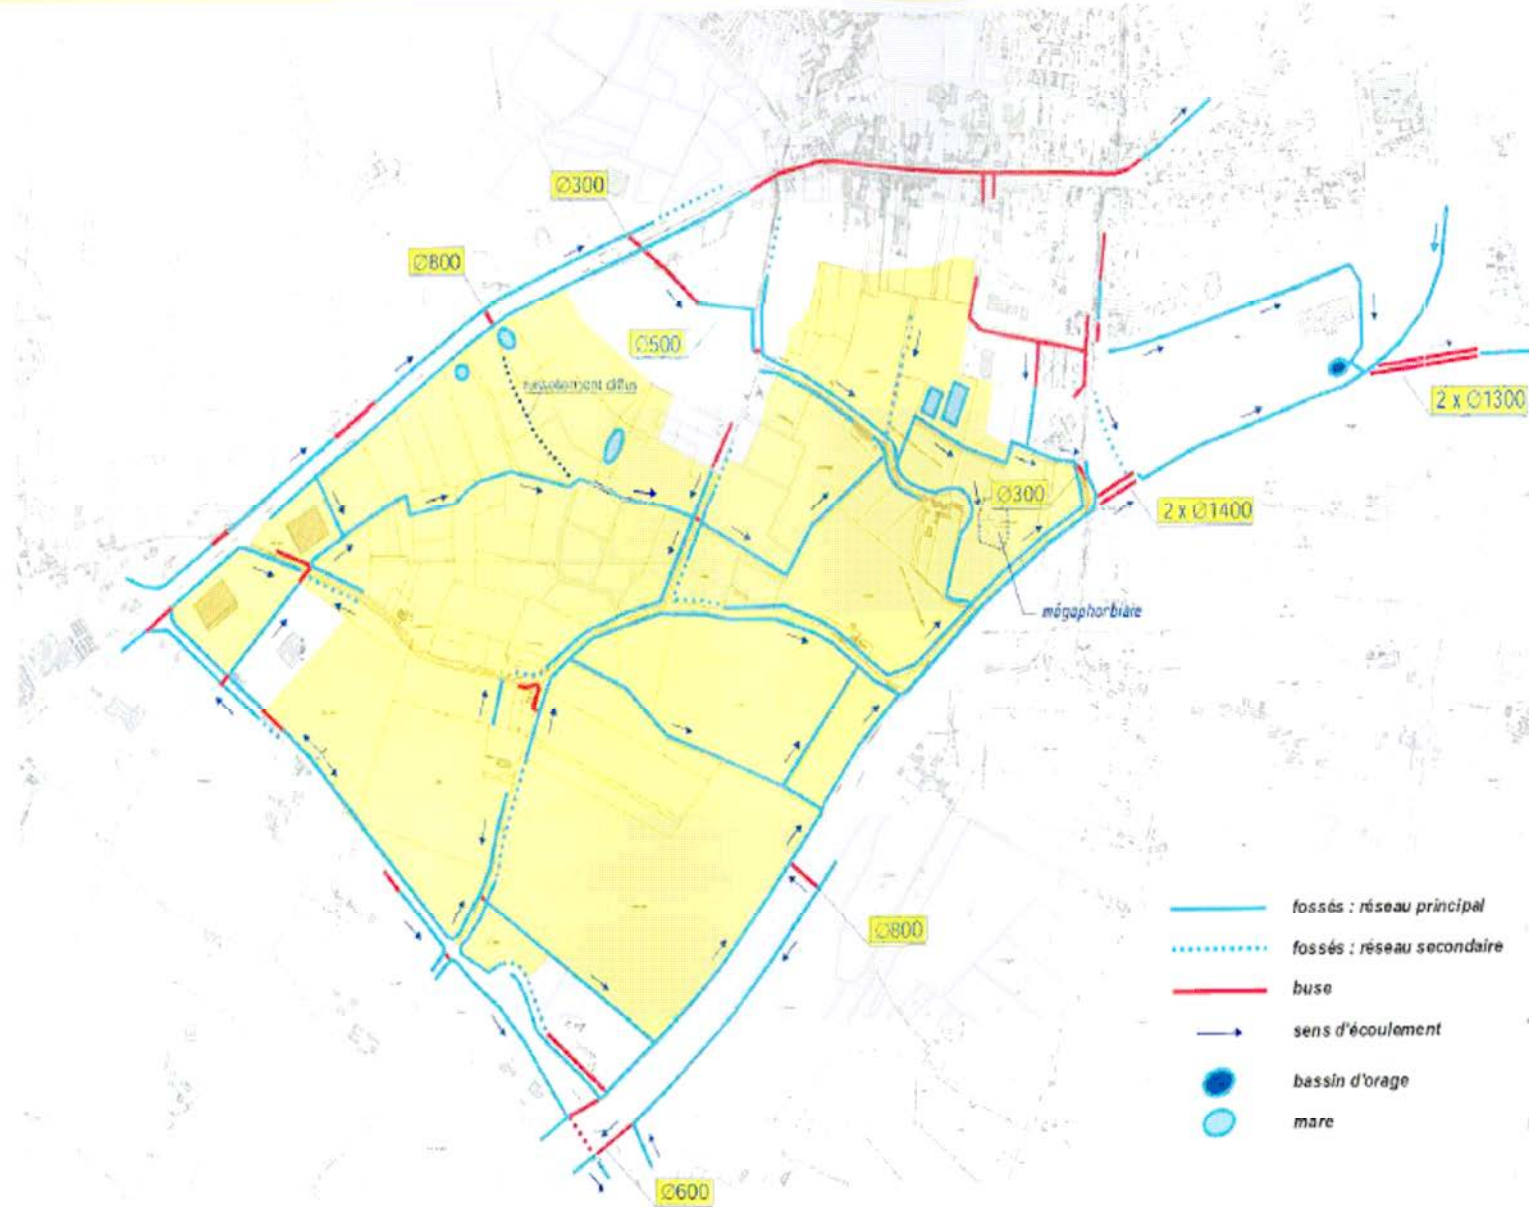 Ø300
Ø800
Ø500
ruissellement diffus
2 x Ø1300
Ø300
2 x Ø1400
mégaphorbiaie
Ø800
fossés : réseau principal
fossés : réseau secondaire
buse
sens d'écoulement
bassin d'orage
mare
Ø600